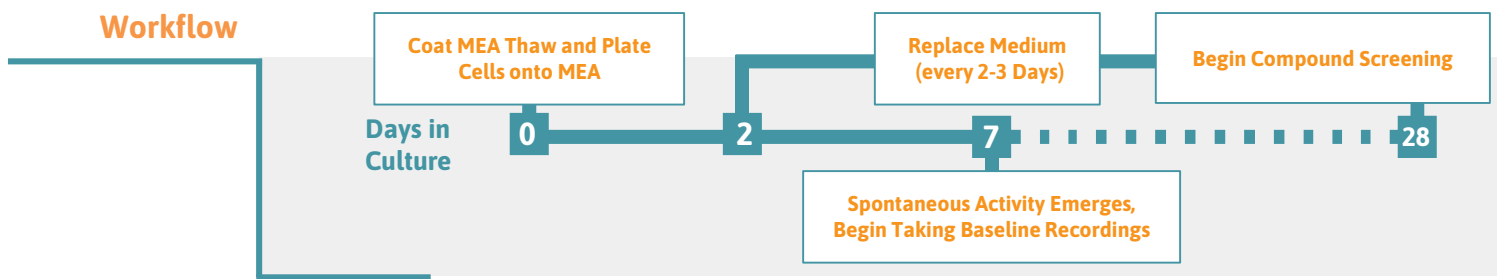 Workflow
Coat MEA Thaw and Plate
Cells onto MEA
Replace Medium
(every 2-3 Days)
Begin Compound Screening
Days in
Culture
0
2
7
28
Spontaneous Activity Emerges,
Begin Taking Baseline Recordings